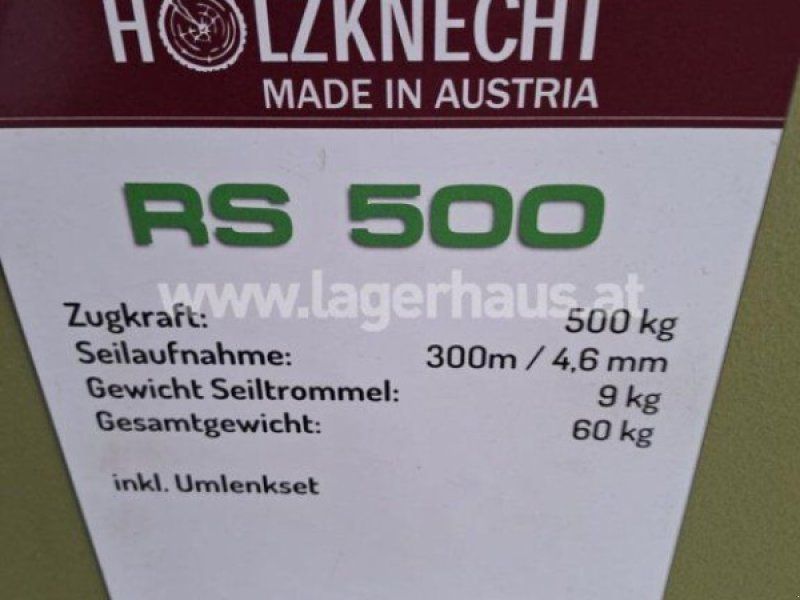 HOLZKNECHT
MADE IN AUSTRIA
RS 500
www.lagerhaus.at
Zugkraft: 500 kg
Seilaufnahme: 300m / 4,6 mm
Gewicht Seiltrommel: 9 kg
Gesamtgewicht: 60 kg
inkl. Umlenkset